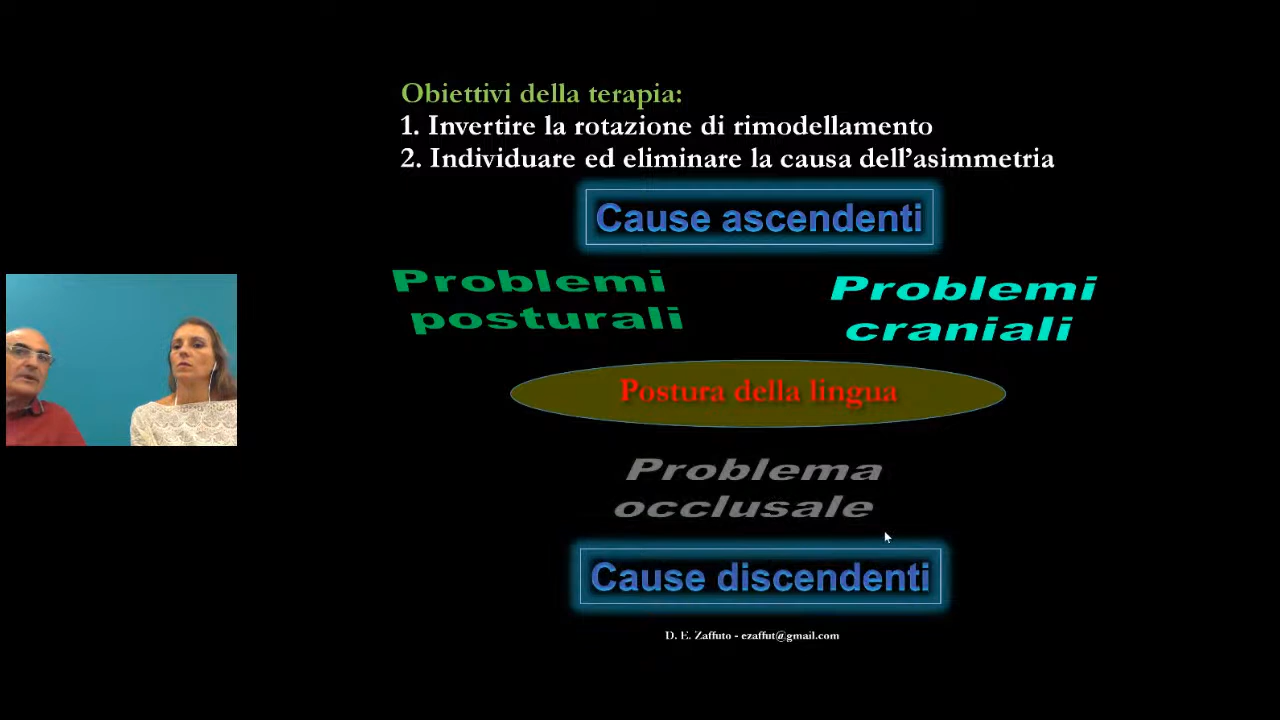 Obiettivi della terapia:
1. Invertire la rotazione di rimodellamento
2. Individuare ed eliminare la causa dell’asimmetria
Cause ascendenti
Problemi
posturali
Problemi
craniali
Postura della lingua
Problema
occlusale
Cause discendenti
D. E. Zaffuto - ezaffut@gmail.com